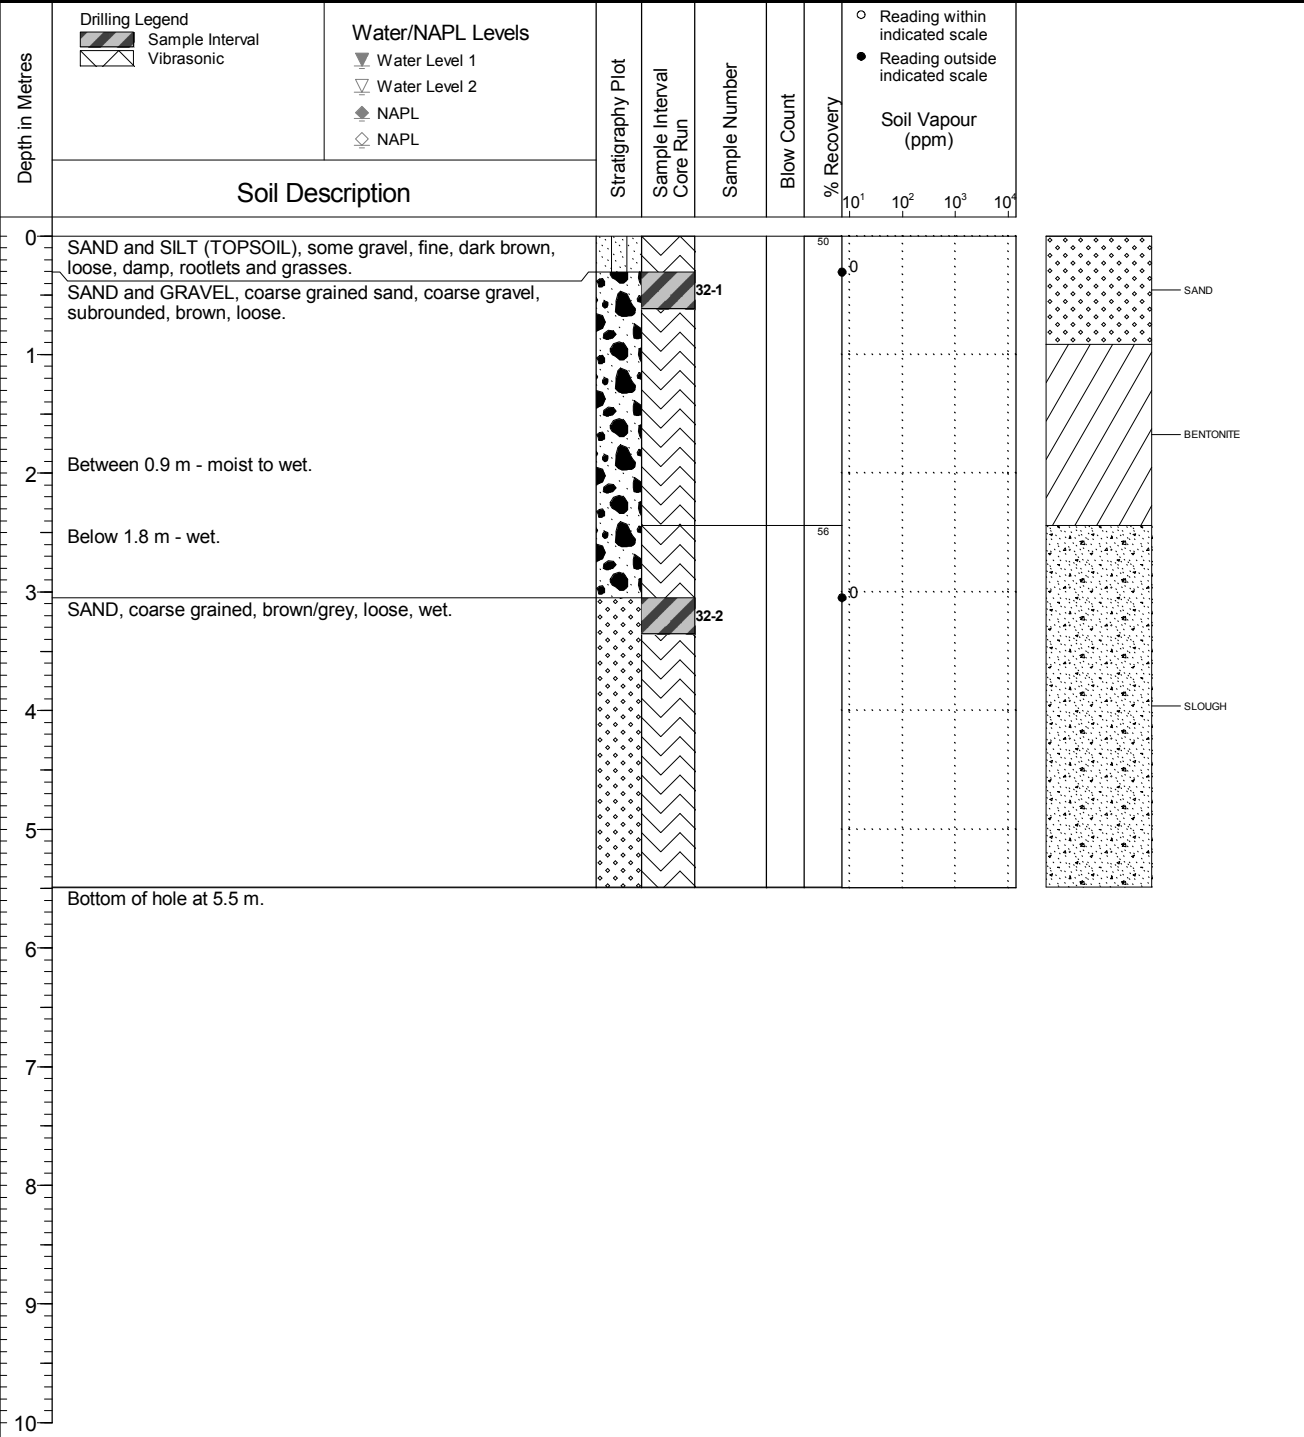 Depth in Metres
Drilling Legend
Sample Interval
Vibrasonic
Water/NAPL Levels
Water Level 1
Water Level 2
NAPL
NAPL
Soil Description
Stratigraphy Plot
Sample Interval
Core Run
Sample Number
Blow Count
% Recovery
Reading within
indicated scale
Reading outside
indicated scale
Soil Vapour
(ppm)
10¹ 10² 10³ 10⁴
0
SAND and SILT (TOPSOIL), some gravel, fine, dark brown,
loose, damp, rootlets and grasses.
50
0
SAND and GRAVEL, coarse grained sand, coarse gravel,
subrounded, brown, loose.
32-1
SAND
1
BENTONITE
Between 0.9 m - moist to wet.
2
Below 1.8 m - wet.
56
3
0
SAND, coarse grained, brown/grey, loose, wet.
32-2
4
SLOUGH
5
Bottom of hole at 5.5 m.
6
7
8
9
10